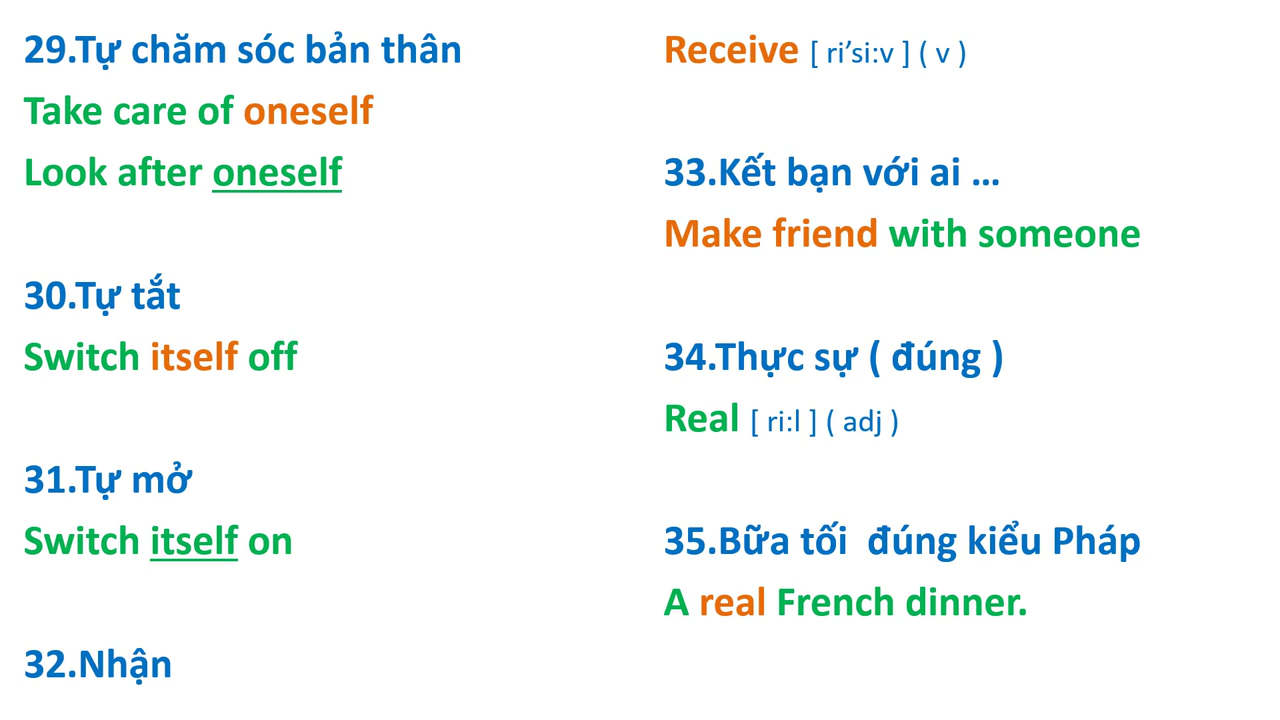 29.Tự chăm sóc bản thân
Take care of oneself
Look after oneself
30.Tự tắt
Switch itself off
31.Tự mở
Switch itself on
32.Nhận
Receive [ ri’si:v ] ( v )
33.Kết bạn với ai ...
Make friend with someone
34.Thực sự ( đúng )
Real [ ri:l ] ( adj )
35.Bữa tối  đúng kiểu Pháp
A real French dinner.